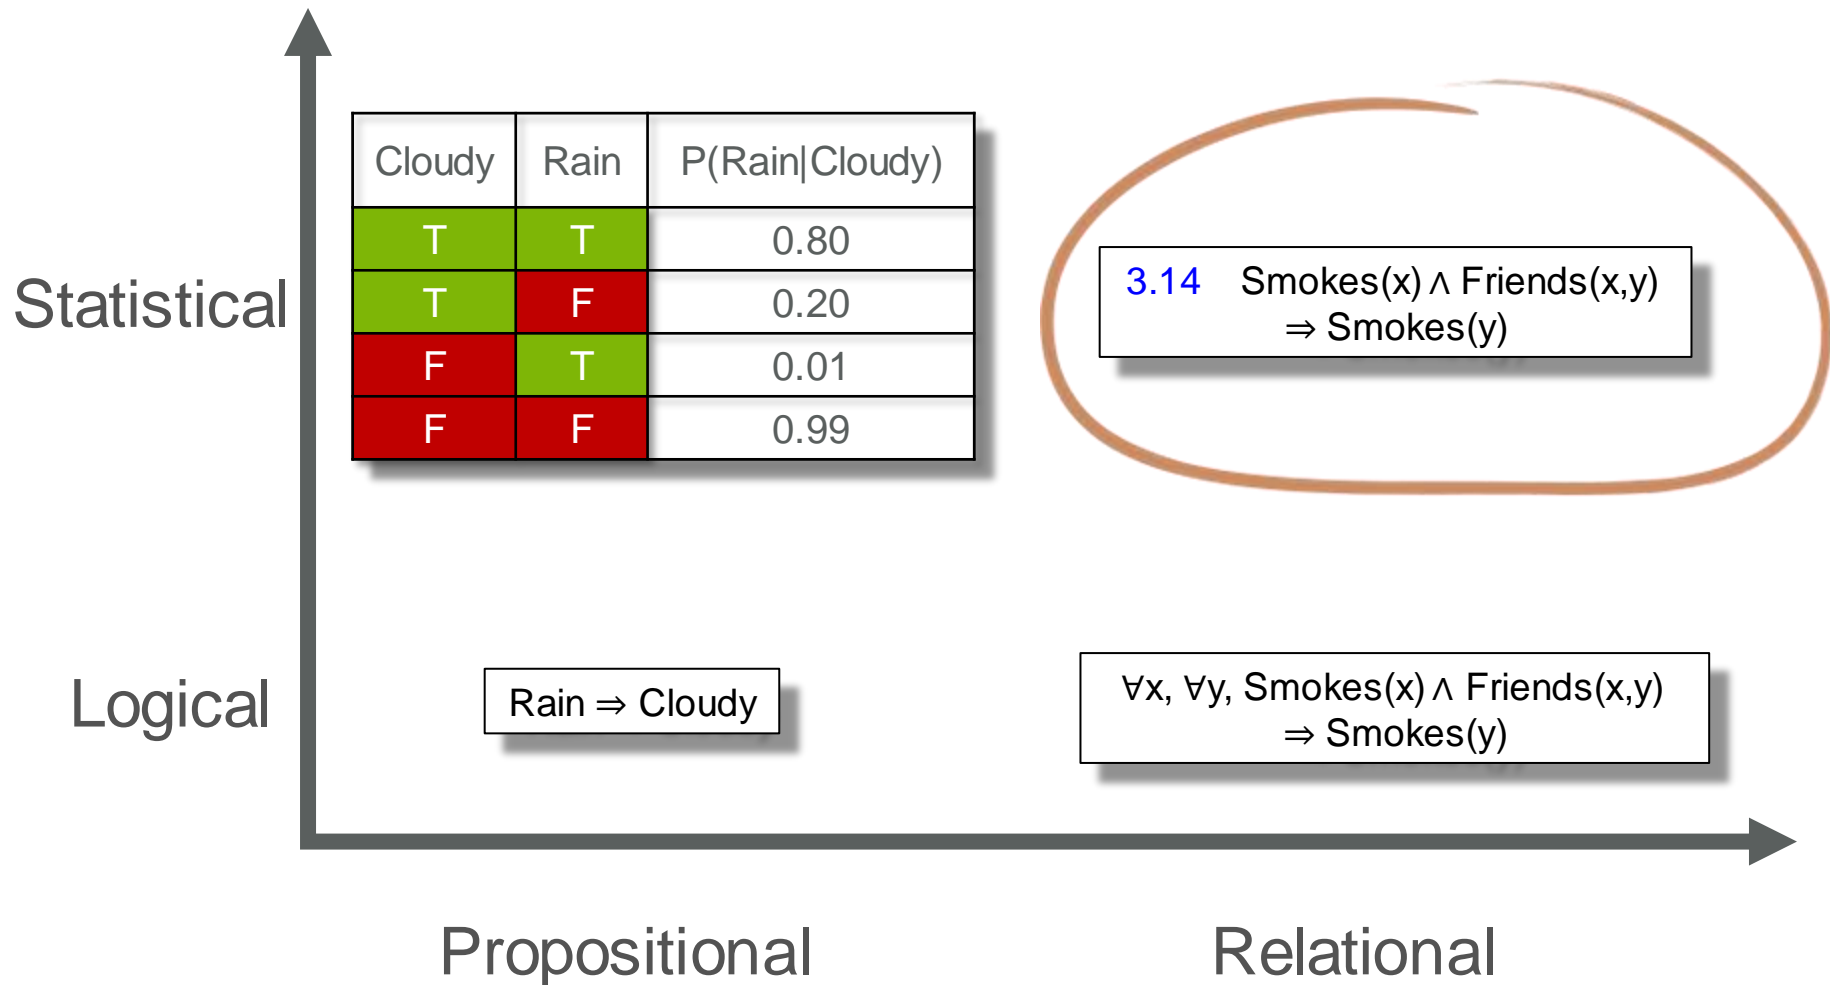 Cloudy Rain P(Rain|Cloudy)
T T 0.80
T F 0.20
F T 0.01
F F 0.99
Statistical
3.14 Smokes(x) ∧ Friends(x,y)
⇒ Smokes(y)
Logical
Rain ⇒ Cloudy
∀x, ∀y, Smokes(x) ∧ Friends(x,y)
⇒ Smokes(y)
Propositional
Relational